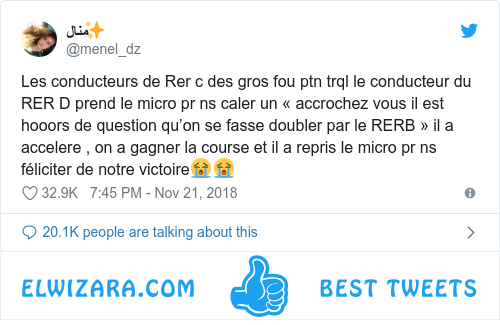 منال✨
@menel_dz
Les conducteurs de Rer c des gros fou ptn trql le conducteur du
RER D prend le micro pr ns caler un « accrochez vous il est
hooors de question qu’on se fasse doubler par le RERB » il a
accelere , on a gagner la course et il a repris le micro pr ns
féliciter de notre victoire😭😭
32.9K 7:45 PM - Nov 21, 2018
20.1K people are talking about this
ELWIZARA.COM BEST TWEETS